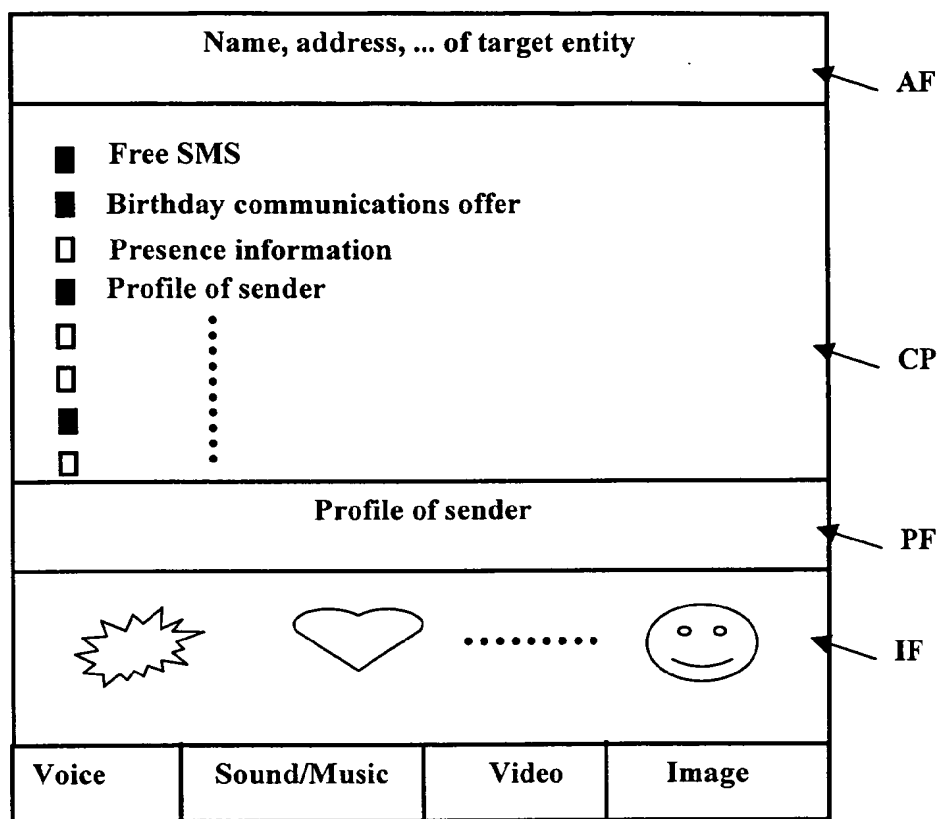 Name, address, ... of target entity
AF
Free SMS
Birthday communications offer
Presence information
Profile of sender
CP
Profile of sender
PF
IF
Voice Sound/Music Video Image